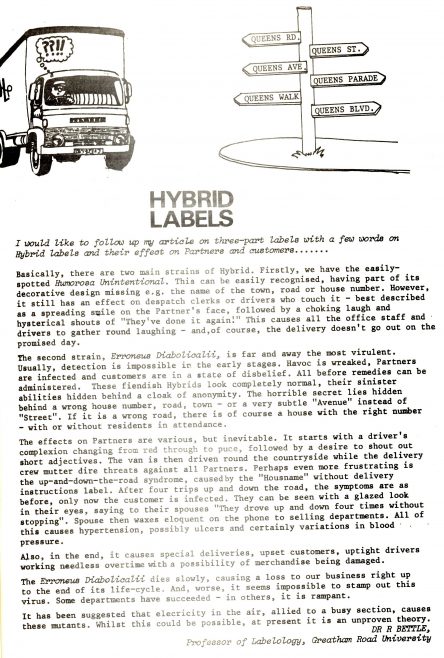 ??!!
QUEENS RD.
QUEENS ST.
QUEENS AVE.
QUEENS PARADE
QUEENS WALK
QUEENS BLVD.
HYBRID
LABELS
I would like to follow up my article on three-part labels with a few words on
Hybrid labels and their effect on Partners and customers.......
Basically, there are two main strains of Hybrid. Firstly, we have the easily-
spotted Humorosa Unintentional. This can be easily recognised, having part of its
decorative design missing e.g. the name of the town, road or house number. However,
it still has an effect on despatch clerks or drivers who touch it - best described
as a spreading smile on the Partner's face, followed by a choking laugh and
hysterical shouts of "They've done it again!" This causes all the office staff and
drivers to gather round laughing - and,of course, the delivery doesn't go out on the
promised day.
The second strain, Erroneus Diabolicalii, is far and away the most virulent.
Usually, detection is impossible in the early stages. Havoc is wreaked, Partners
are infected and customers are in a state of disbelief. All before remedies can be
administered. These fiendish Hybrids look completely normal, their sinister
abilities hidden behind a cloak of anonymity. The horrible secret lies hidden
behind a wrong house number, road, town - or a very subtle "Avenue" instead of
"Street". If it is a wrong road, there is of course a house with the right number
- with or without residents in attendance.
The effects on Partners are various, but inevitable. It starts with a driver's
complexion changing from red through to puce, followed by a desire to shout out
short adjectives. The van is then driven round the countryside while the delivery
crew mutter dire threats against all Partners. Perhaps even more frustrating is
the up-and-down-the-road syndrome, caused by the "Housname" without delivery
instructions label. After four trips up and down the road, the symptoms are as
before, only now the customer is infected. They can be seen with a glazed look
in their eyes, saying to their spouses "They drove up and down four times without
stopping". Spouse then waxes eloquent on the phone to selling departments. All of
this causes hypertension, possibly ulcers and certainly variations in blood
pressure.
Also, in the end, it causes special deliveries, upset customers, uptight drivers
working needless overtime with a possibility of merchandise being damaged.
The Erroneus Diabolicalii dies slowly, causing a loss to our business right up
to the end of its life-cycle. And, worse, it seems impossible to stamp out this
virus. Some departments have succeeded - in others, it is rampant.
It has been suggested that elecricity in the air, allied to a busy section, causes
these mutants. Whilst this could be possible, at present it is an unproven theory.
DR R BETTLE,
Professor of Labelology, Greatham Road University